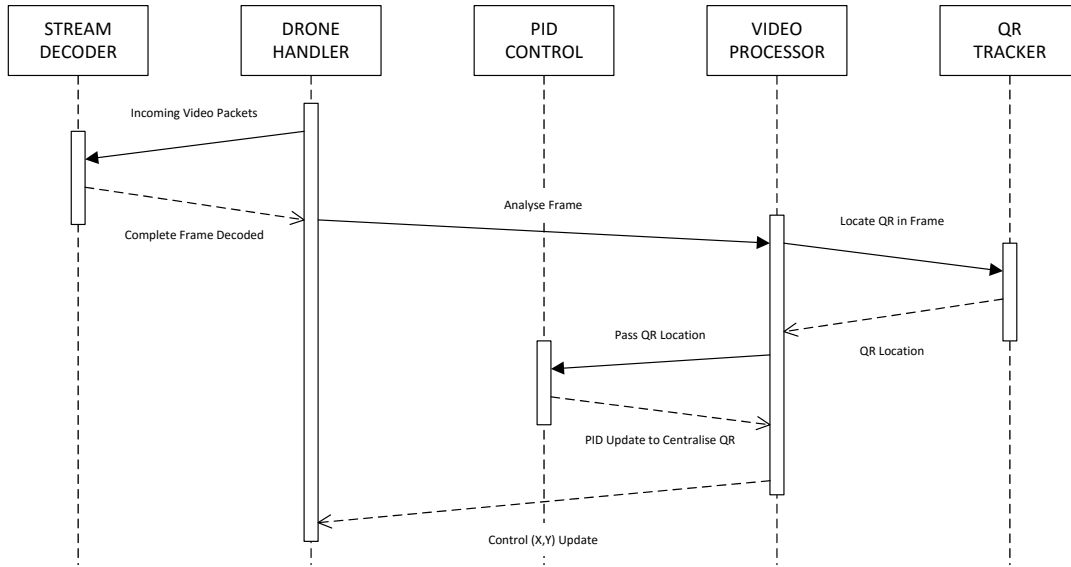 STREAM
DECODER
DRONE
HANDLER
PID
CONTROL
VIDEO
PROCESSOR
QR
TRACKER
Incoming Video Packets
Complete Frame Decoded
Analyse Frame
Locate QR in Frame
QR Location
Pass QR Location
PID Update to Centralise QR
Control (X,Y) Update